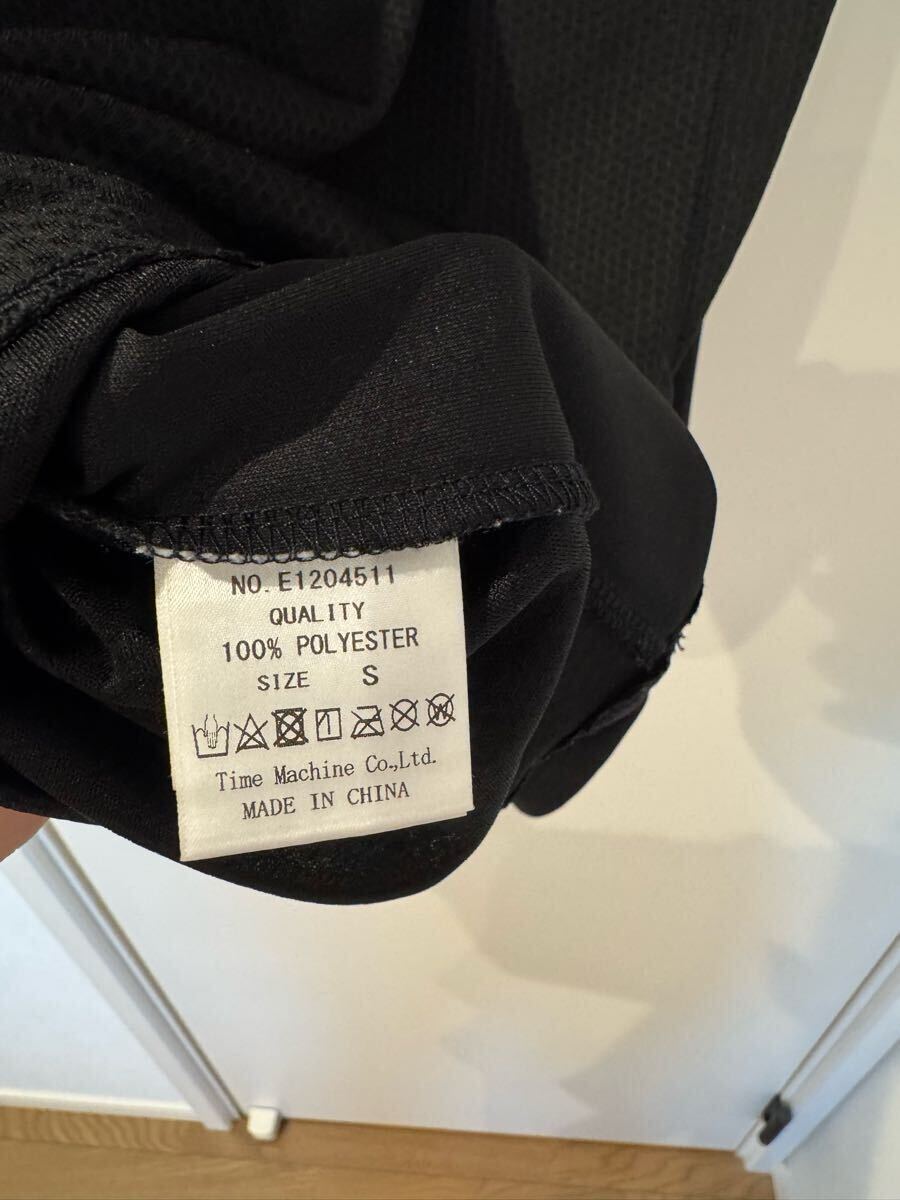 NO. E1204511
QUALITY
100% POLYESTER
SIZE S
Time Machine Co.,Ltd.
MADE IN CHINA